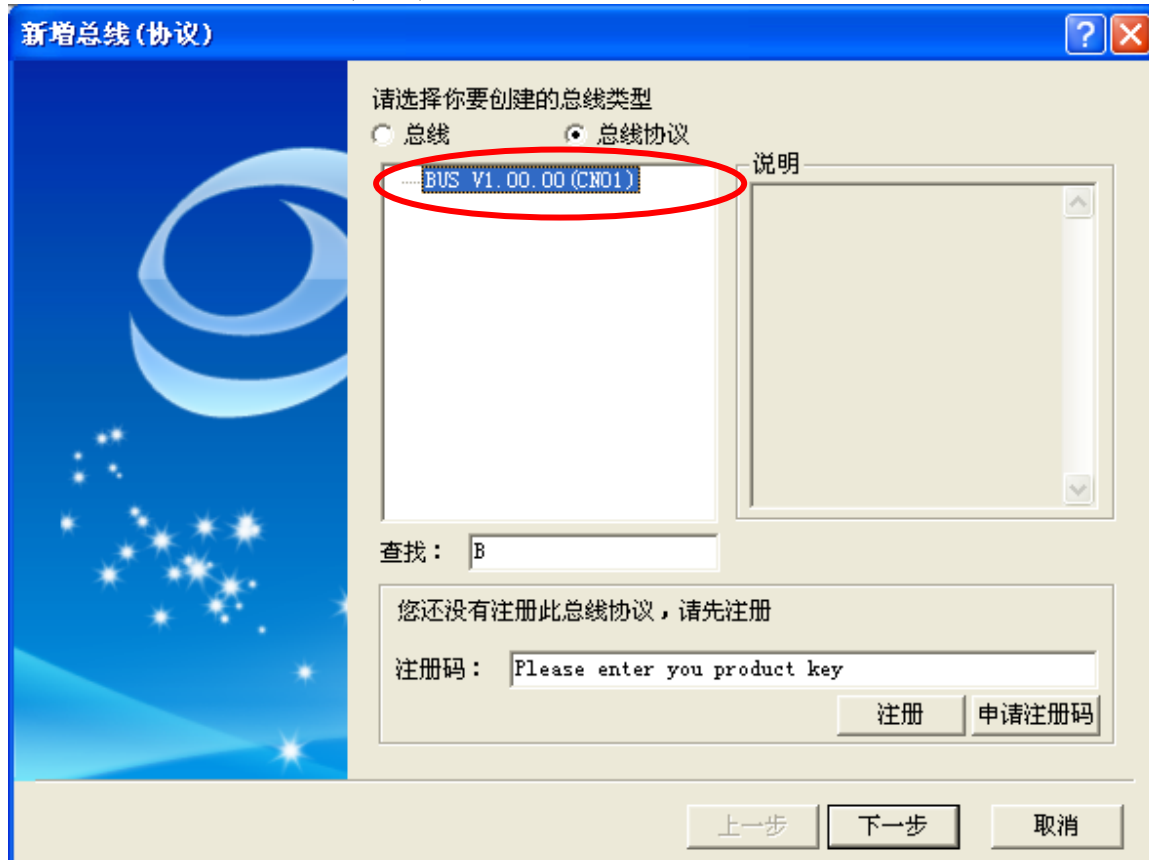 新增总线(协议)
请选择你要创建的总线类型
总线 总线协议
BUS V1.00.00(CN01)
说明
查找： B
您还没有注册此总线协议，请先注册
注册码： Please enter you product key
注册 申请注册码
上一步 下一步 取消